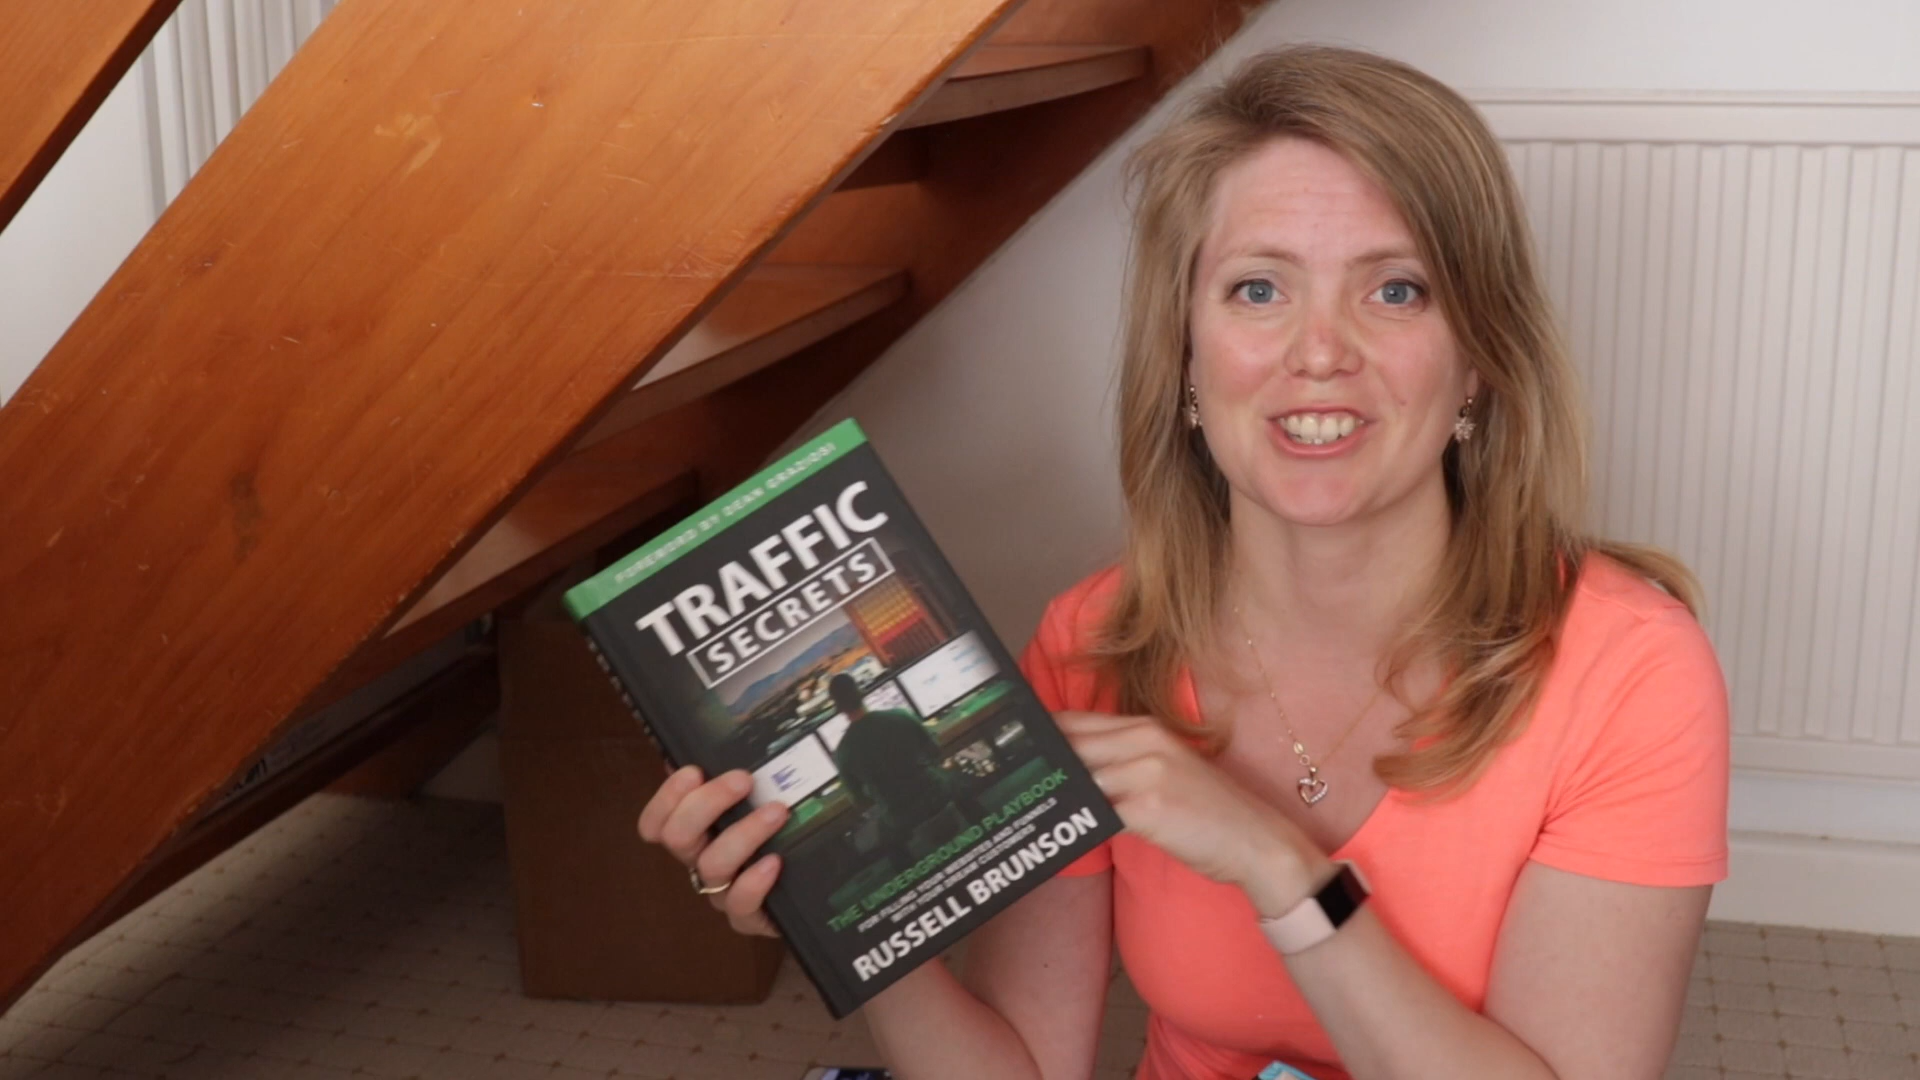 FOREWORD BY DEAN GRAZIOSI
TRAFFIC
SECRETS
THE UNDERGROUND PLAYBOOK
FOR FILLING YOUR WEBSITES AND FUNNELS
WITH YOUR DREAM CUSTOMERS
RUSSELL BRUNSON